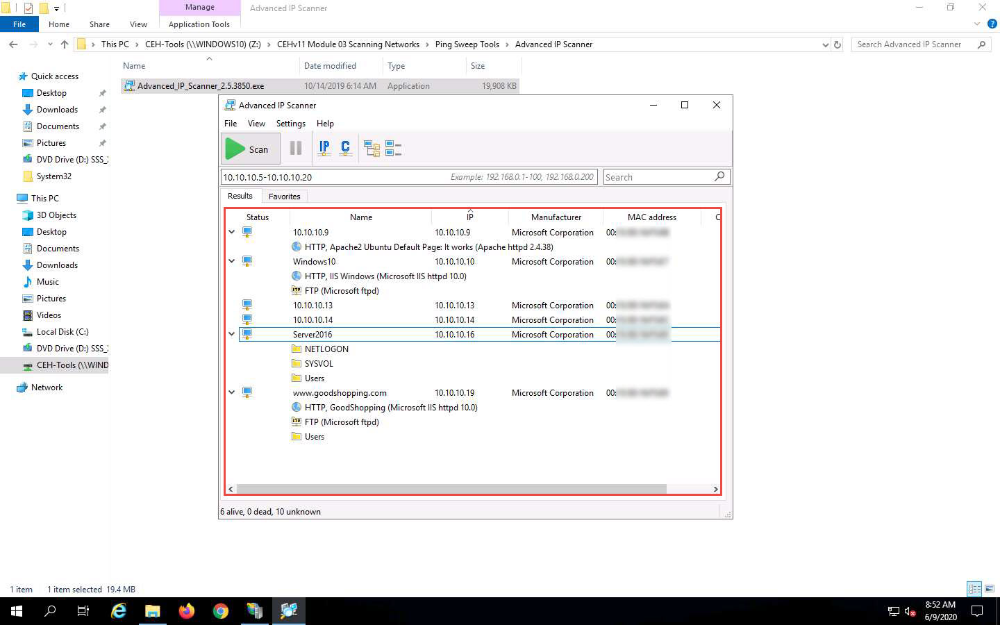 Manage
Advanced IP Scanner
File
Home
Share
View
Application Tools
This PC
CEH-Tools (\\WINDOWS10) (Z:)
CEHv11 Module 03 Scanning Networks
Ping Sweep Tools
Advanced IP Scanner
Search Advanced IP Scanner
Quick access
Desktop
Downloads
Documents
Pictures
DVD Drive (D:) SSS_
System32
This PC
3D Objects
Desktop
Documents
Downloads
Music
Pictures
Videos
Local Disk (C:)
DVD Drive (D:) SSS_
CEH-Tools (\\WIND
Network
Name
Date modified
Type
Size
Advanced_IP_Scanner_2.5.3850.exe
10/14/2019 6:14 AM
Application
19,908 KB
Advanced IP Scanner
File
View
Settings
Help
Scan
IP
C
10.10.10.5-10.10.10.20
Example: 192.168.0.1-100, 192.168.0.200
Search
Results
Favorites
Status
Name
IP
Manufacturer
MAC address
10.10.10.9 10.10.10.9 Microsoft Corporation 00:
HTTP, Apache2 Ubuntu Default Page: It works (Apache httpd 2.4.38)
Windows10 10.10.10.10 Microsoft Corporation 00:
HTTP, IIS Windows (Microsoft IIS httpd 10.0)
FTP FTP (Microsoft ftpd)
10.10.10.13 10.10.10.13 Microsoft Corporation 00:
10.10.10.14 10.10.10.14 Microsoft Corporation 00:
Server2016 10.10.10.16 Microsoft Corporation 00:
NETLOGON
SYSVOL
Users
www.goodshopping.com 10.10.10.19 Microsoft Corporation 00:
HTTP, GoodShopping (Microsoft IIS httpd 10.0)
FTP FTP (Microsoft ftpd)
Users
6 alive, 0 dead, 10 unknown
1 item
1 item selected 19.4 MB
8:52 AM
6/9/2020